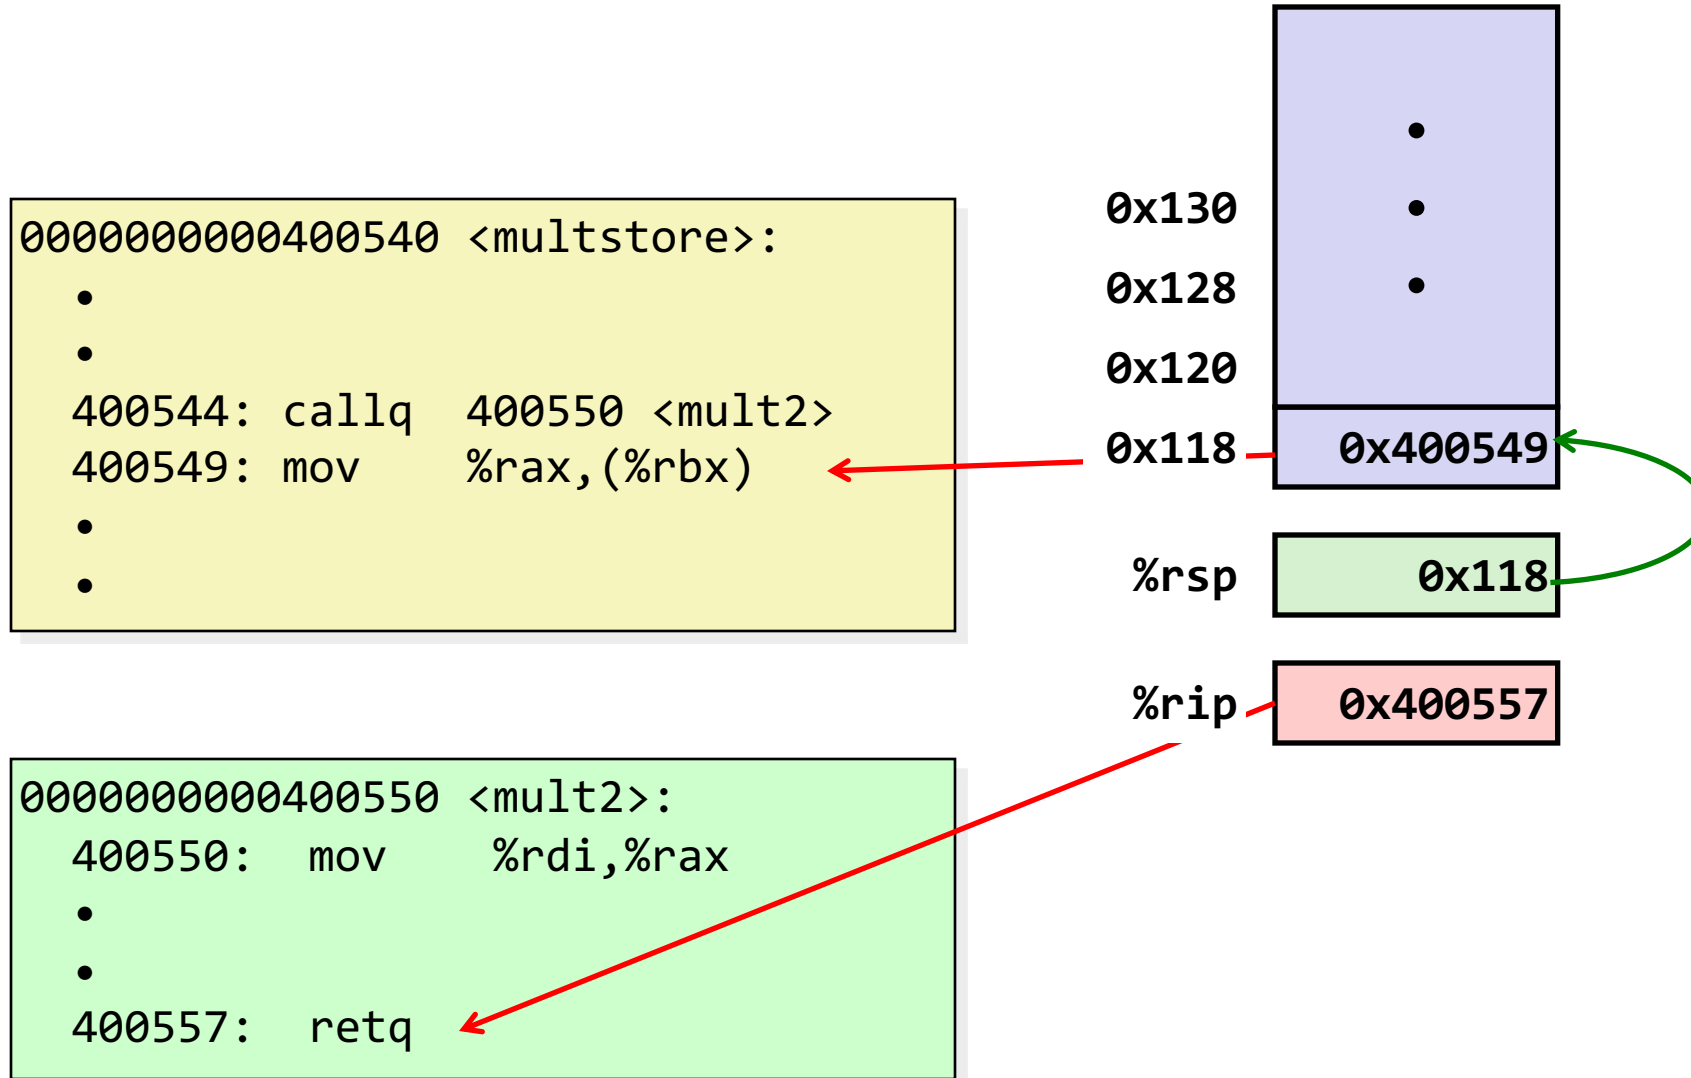 0000000000400540 <multstore>:
•
•
400544: callq 400550 <mult2>
400549: mov %rax,(%rbx)
•
•
0000000000400550 <mult2>:
400550: mov %rdi,%rax
•
•
400557: retq
•
0x130 •
0x128 •
0x120
0x118 0x400549
%rsp 0x118
%rip 0x400557